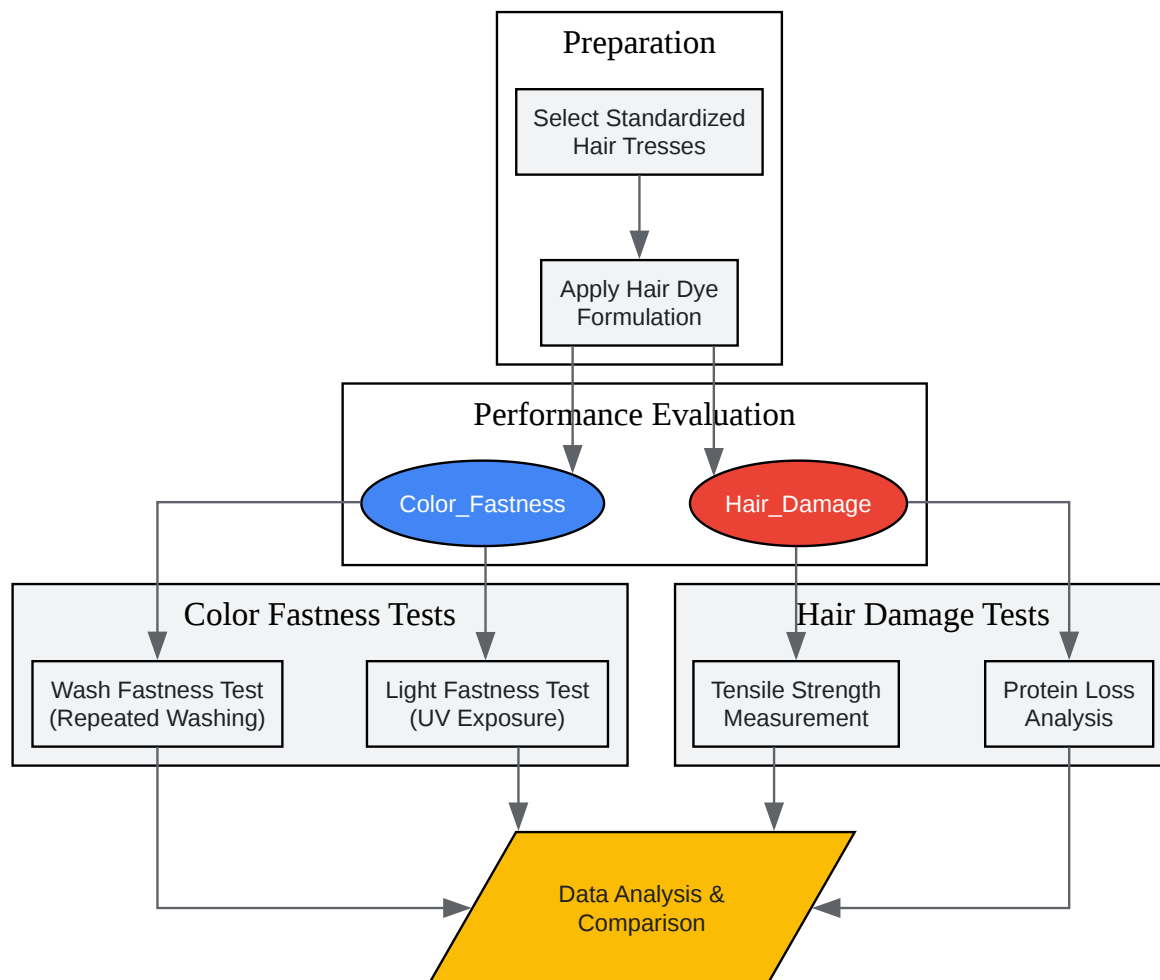 Preparation
Select Standardized
Hair Tresses
Apply Hair Dye
Formulation
Performance Evaluation
Color_Fastness
Hair_Damage
Color Fastness Tests
Hair Damage Tests
Wash Fastness Test
(Repeated Washing)
Light Fastness Test
(UV Exposure)
Tensile Strength
Measurement
Protein Loss
Analysis
Data Analysis &
Comparison